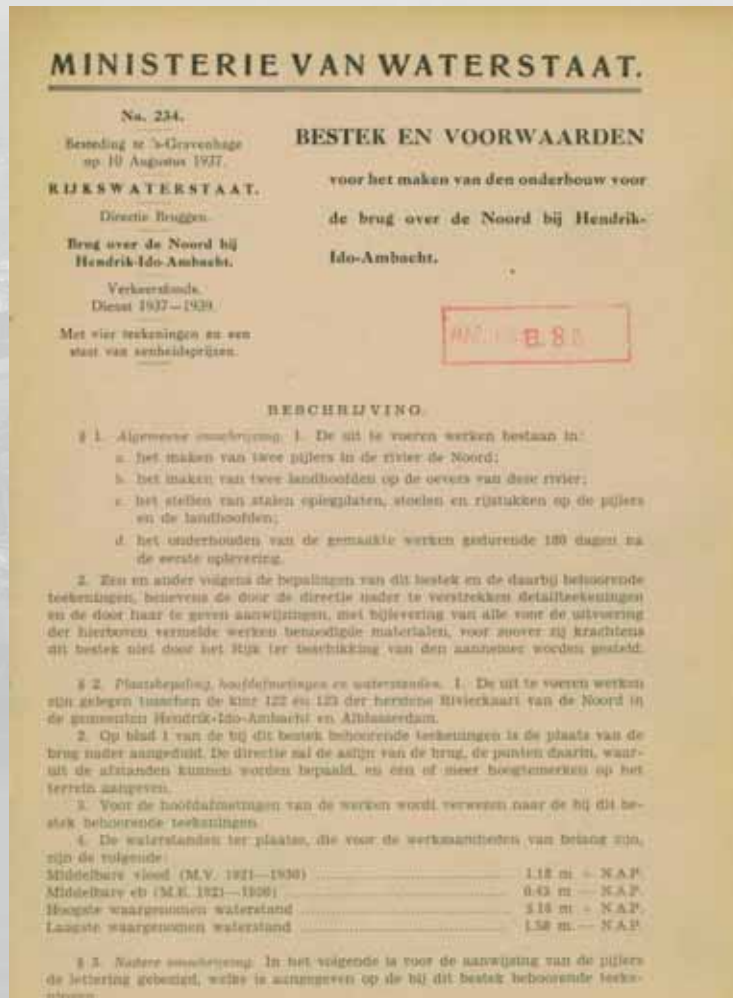 MINISTERIE VAN WATERSTAAT.
No. 234.
Besteding te 's-Gravenhage
op 10 Augustus 1937.
RIJKSWATERSTAAT.
Directie Bruggen.
Brug over de Noord bij
Hendrik-Ido-Ambacht.
Verkeersfonds.
Dienst 1937—1939.
Met vier teekeningen en een
staat van eenheidsprijzen.
BESTEK EN VOORWAARDEN
voor het maken van den onderbouw voor
de brug over de Noord bij Hendrik-
Ido-Ambacht.
B.8
BESCHRIJVING.
§ 1. Algemeene omschrijving. 1. De uit te voeren werken bestaan in:
a. het maken van twee pijlers in de rivier de Noord;
b. het maken van twee landhoofden op de oevers van deze rivier;
c. het stellen van stalen oplegplaten, stoelen en rijstukken op de pijlers
en de landhoofden;
d. het onderhouden van de gemaakte werken gedurende 180 dagen na
de eerste oplevering.
2. Een en ander volgens de bepalingen van dit bestek en de daarbij behoorende
teekeningen, benevens de door de directie nader te verstrekken detailteekeningen
en de door haar te geven aanwijzingen, met bijlevering van alle voor de uitvoering
der hierboven vermelde werken benoodigde materialen, voor zoover zij krachtens
dit bestek niet door het Rijk ter beschikking van den aannemer worden gesteld.
§ 2. Plaatsbepaling, hoofdafmetingen en waterstanden. 1. De uit te voeren werken
zijn gelegen tusschen de kmr 122 en 123 der herziene Rivierkaart van de Noord in
de gemeenten Hendrik-Ido-Ambacht en Alblasserdam.
2. Op blad 1 van de bij dit bestek behoorende teekeningen is de plaats van de
brug nader aangeduid. De directie zal de aslijn van de brug, de punten daarin, waar-
uit de afstanden kunnen worden bepaald, en één of meer hoogtemerken op het
terrein aangeven.
3. Voor de hoofdafmetingen van de werken wordt verwezen naar de bij dit be-
stek behoorende teekeningen.
4. De waterstanden ter plaatse, die voor de werkzaamheden van belang zijn,
zijn de volgende:
Middelbare vloed (M.V. 1921—1930) 1.18 m + N.A.P.
Middelbare eb (M.E. 1921—1930) 0.43 m N.A.P.
Hoogste waargenomen waterstand 3.16 m + N.A.P.
Laagste waargenomen waterstand 1.58 m — N.A.P.
§ 3. Nadere omschrijving. In het volgende is voor de aanwijzing van de pijlers
de lettering gebezigd, welke is aangegeven op de bij dit bestek behoorende teeke-
ningen.